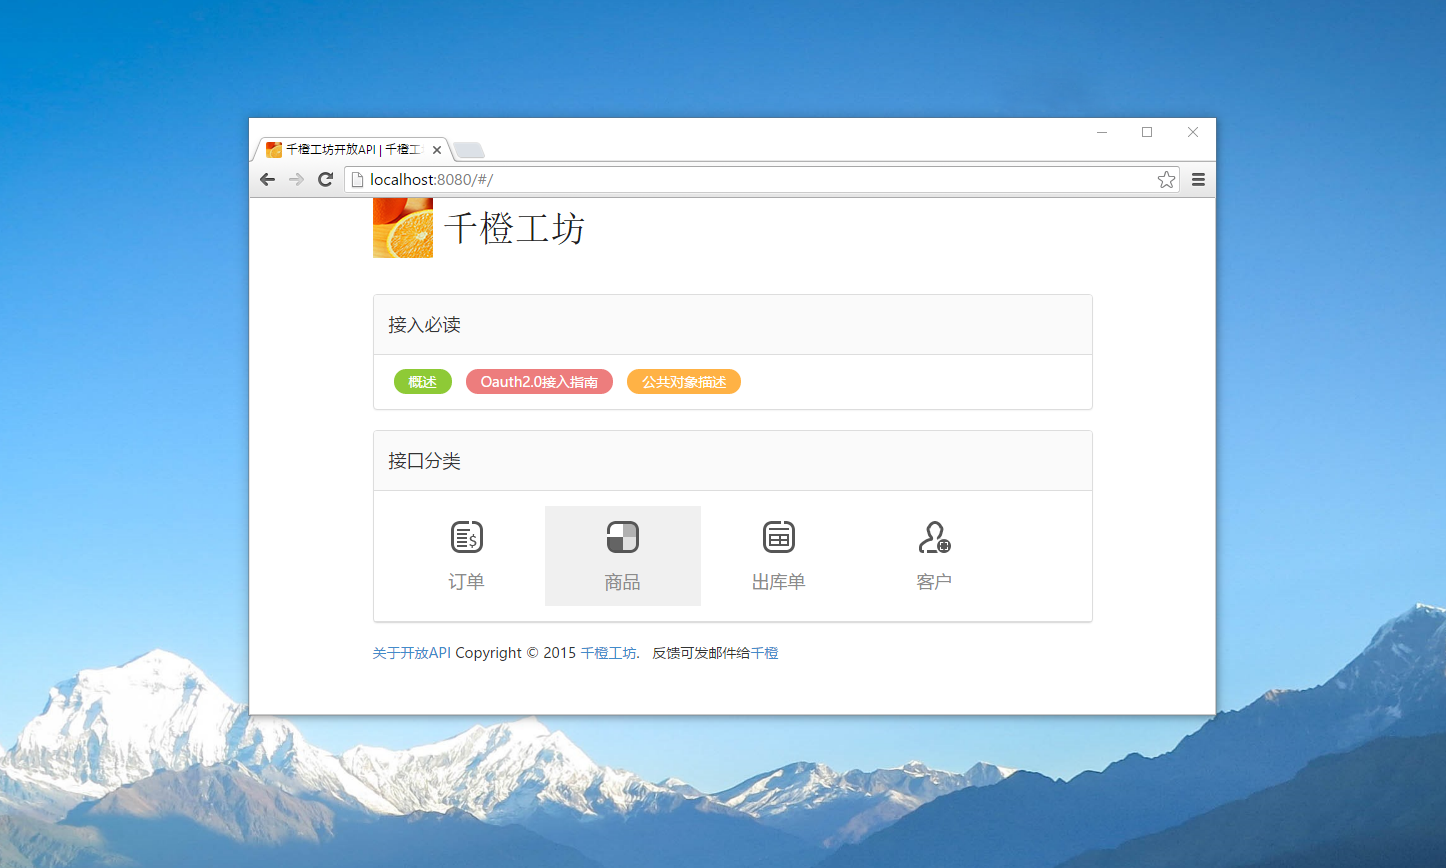 千橙工坊开放API | 千橙工
localhost:8080/#/
千橙工坊
接入必读
概述 Oauth2.0接入指南 公共对象描述
接口分类
订单 商品 出库单 客户
关于开放API Copyright © 2015 千橙工坊. 反馈可发邮件给千橙